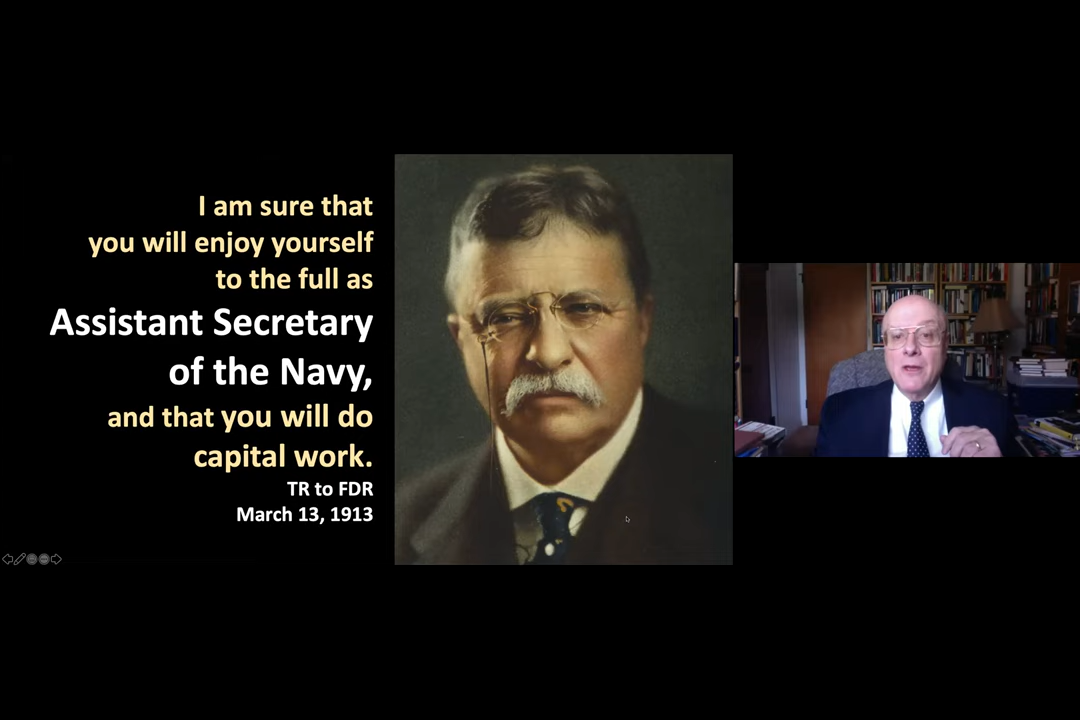 I am sure that
you will enjoy yourself
to the full as
Assistant Secretary
of the Navy,
and that you will do
capital work.
TR to FDR
March 13, 1913